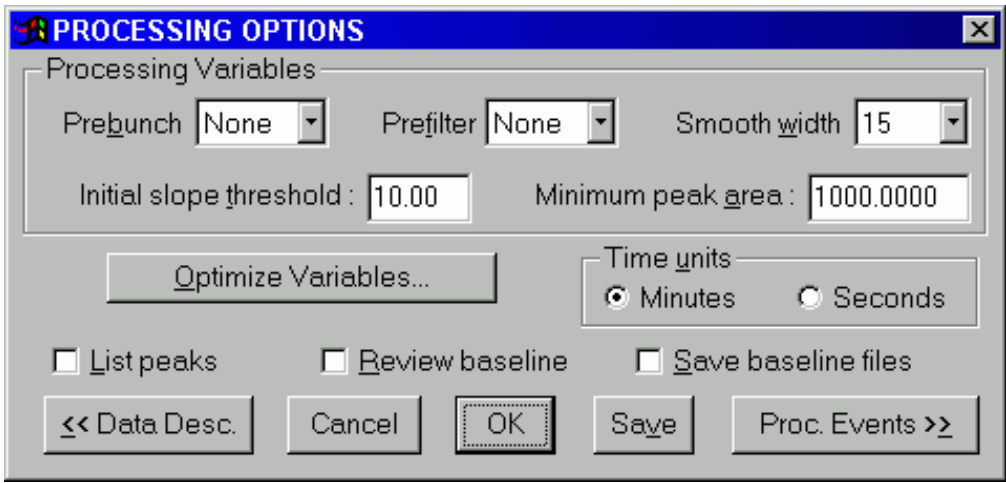 PROCESSING OPTIONS
Processing Variables
Prebunch None Prefilter None Smooth width 15
Initial slope threshold : 10.00 Minimum peak area : 1000.0000
Optimize Variables...
Time units
Minutes Seconds
List peaks Review baseline Save baseline files
<< Data Desc. Cancel OK Save Proc. Events >>